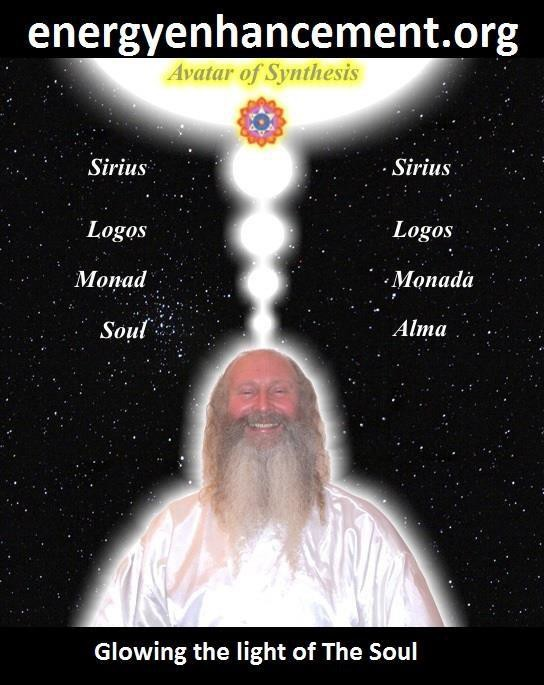 energyenhancement.org
Avatar of Synthesis
Sirius Sirius
Logos Logos
Monad Monada
Soul Alma
Glowing the light of The Soul